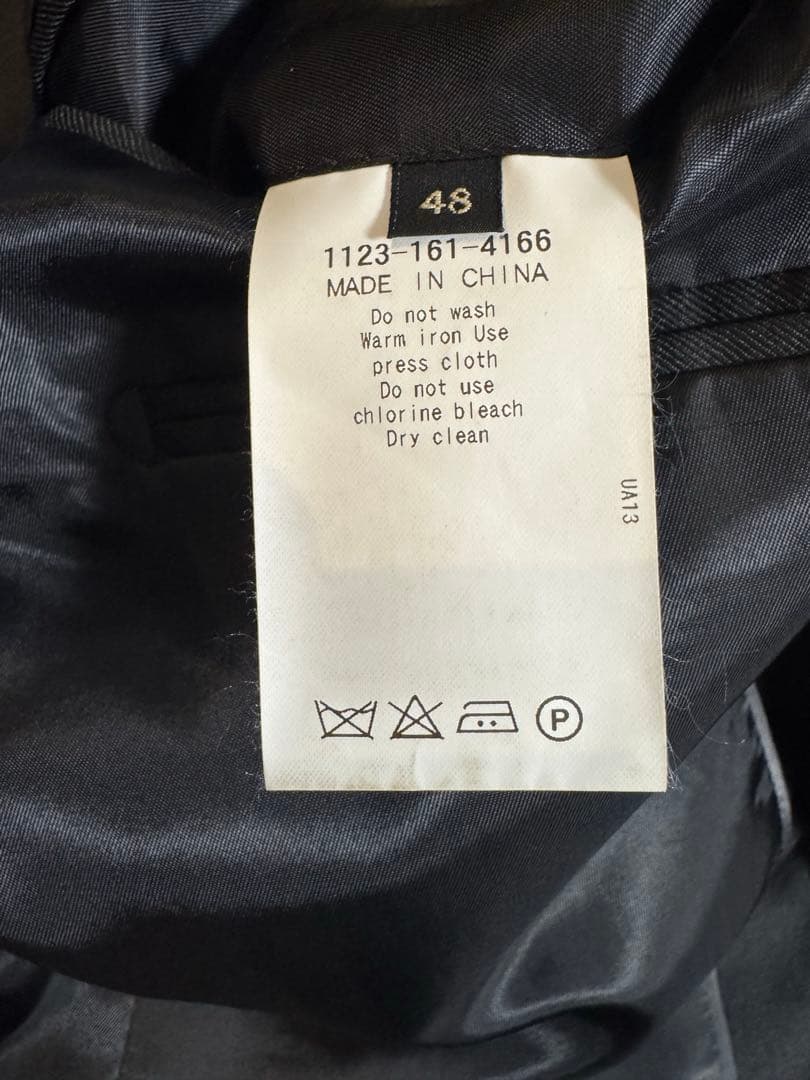 48
1123-161-4166
MADE IN CHINA
Do not wash
Warm iron Use
press cloth
Do not use
chlorine bleach
Dry clean
UA13
P